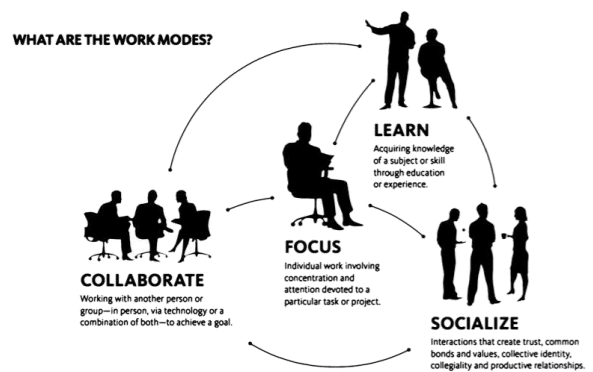 WHAT ARE THE WORK MODES?
LEARN
Acquiring knowledge
of a subject or skill
through education
or experience.
FOCUS
Individual work involving
concentration and
attention devoted to a
particular task or project.
COLLABORATE
Working with another person or
group—in person, via technology or a
combination of both—to achieve a goal.
SOCIALIZE
Interactions that create trust, common
bonds and values, collective identity,
collegiality and productive relationships.